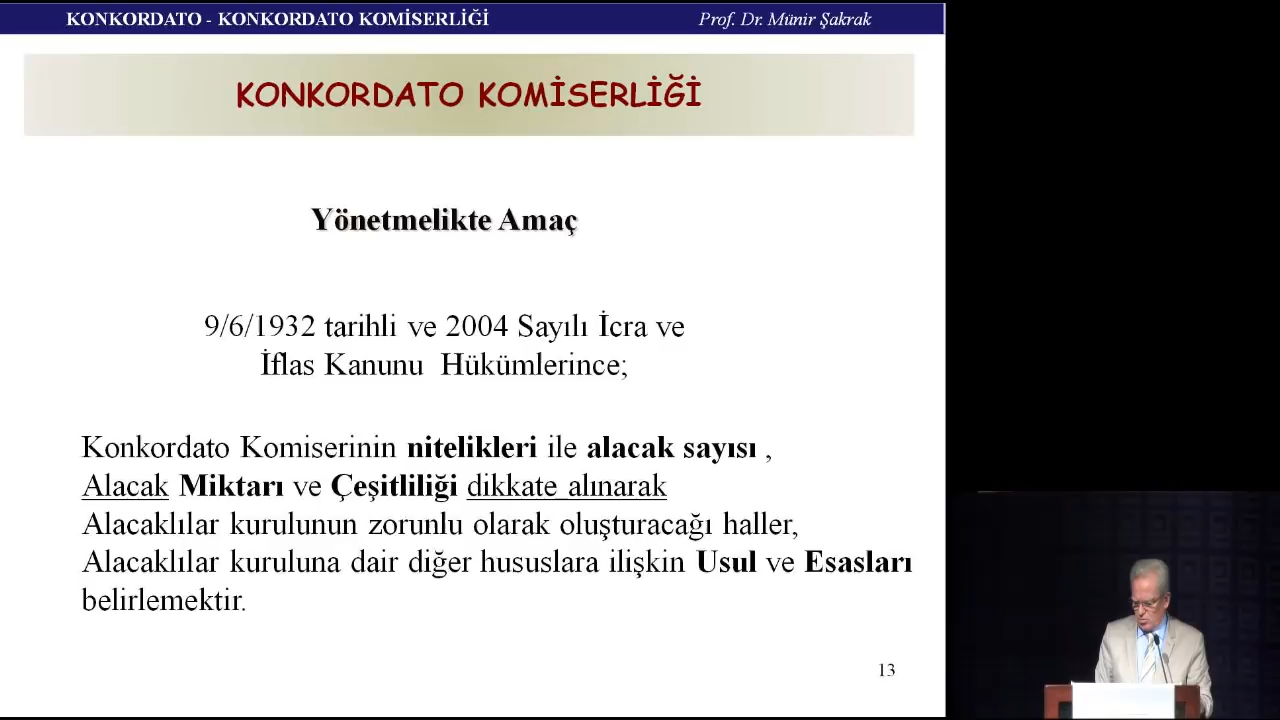 KONKORDATO - KONKORDATO KOMİSERLİĞİ Prof. Dr. Münir Şakrak
KONKORDATO KOMİSERLİĞİ
Yönetmelikte Amaç
9/6/1932 tarihli ve 2004 Sayılı İcra ve
İflas Kanunu Hükümlerince;
Konkordato Komiserinin nitelikleri ile alacak sayısı ,
Alacak Miktarı ve Çeşitliliği dikkate alınarak
Alacaklılar kurulunun zorunlu olarak oluşturacağı haller,
Alacaklılar kuruluna dair diğer hususlara ilişkin Usul ve Esasları
belirlemektir.
13